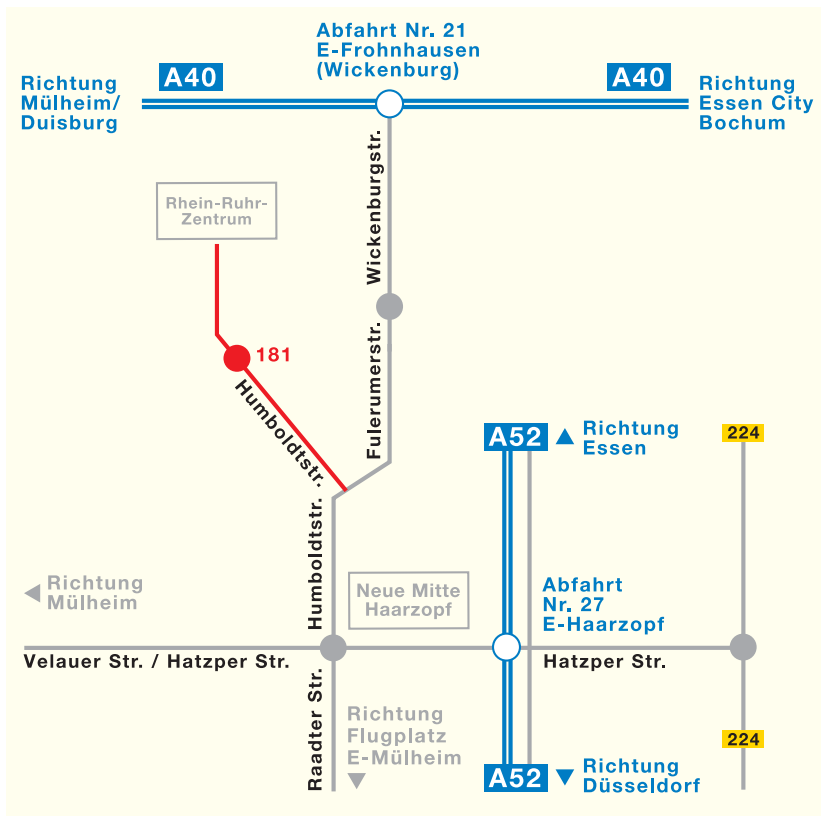 Abfahrt Nr. 21
E-Frohnhausen
(Wickenburg)
A40
A40
Richtung
Mülheim/
Duisburg
Richtung
Essen City
Bochum
Wickenburgstr.
Rhein-Ruhr-
Zentrum
181
Humboldtstr.
Fulerumerstr.
A52
Richtung
Essen
224
Humboldtstr.
Richtung
Mülheim
Neue Mitte
Haarzopf
Abfahrt
Nr. 27
E-Haarzopf
Velauer Str. / Hatzper Str.
Hatzper Str.
Raadter Str.
Richtung
Flugplatz
E-Mülheim
224
A52
Richtung
Düsseldorf